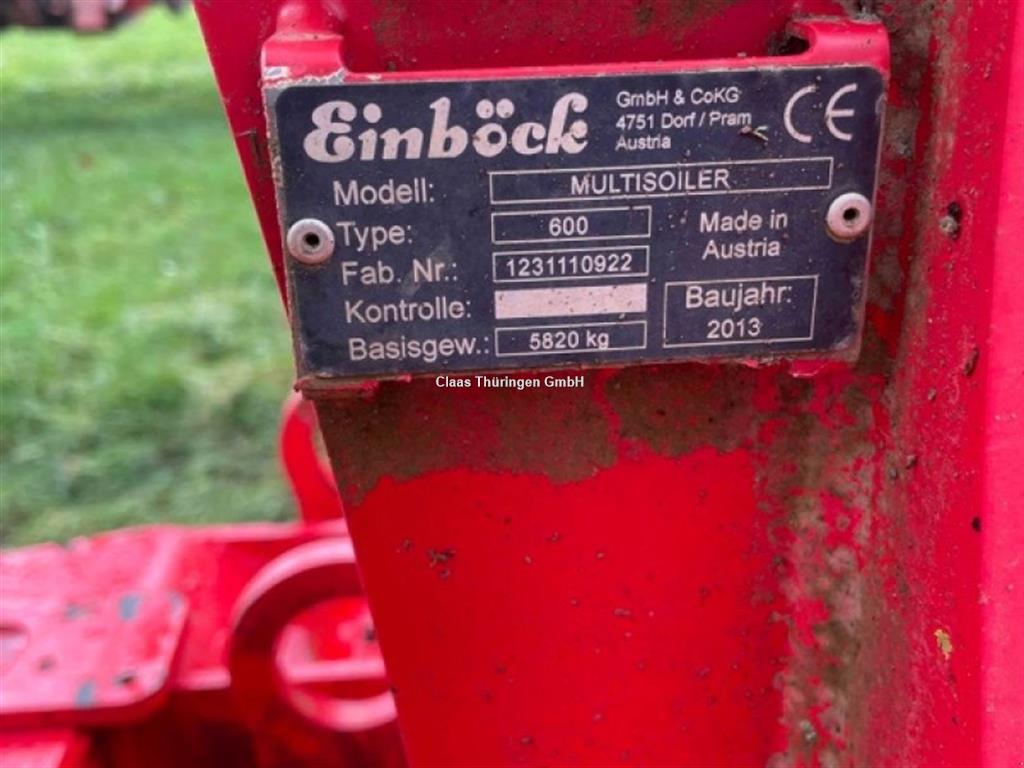 Einböck
GmbH & CoKG
4751 Dorf / Pram
Austria
CE
Modell: MULTISOILER
Type: 600
Made in
Austria
Fab. Nr.: 1231110922
Kontrolle:
Baujahr:
2013
Basisgew.: 5820 kg
Claas Thüringen GmbH